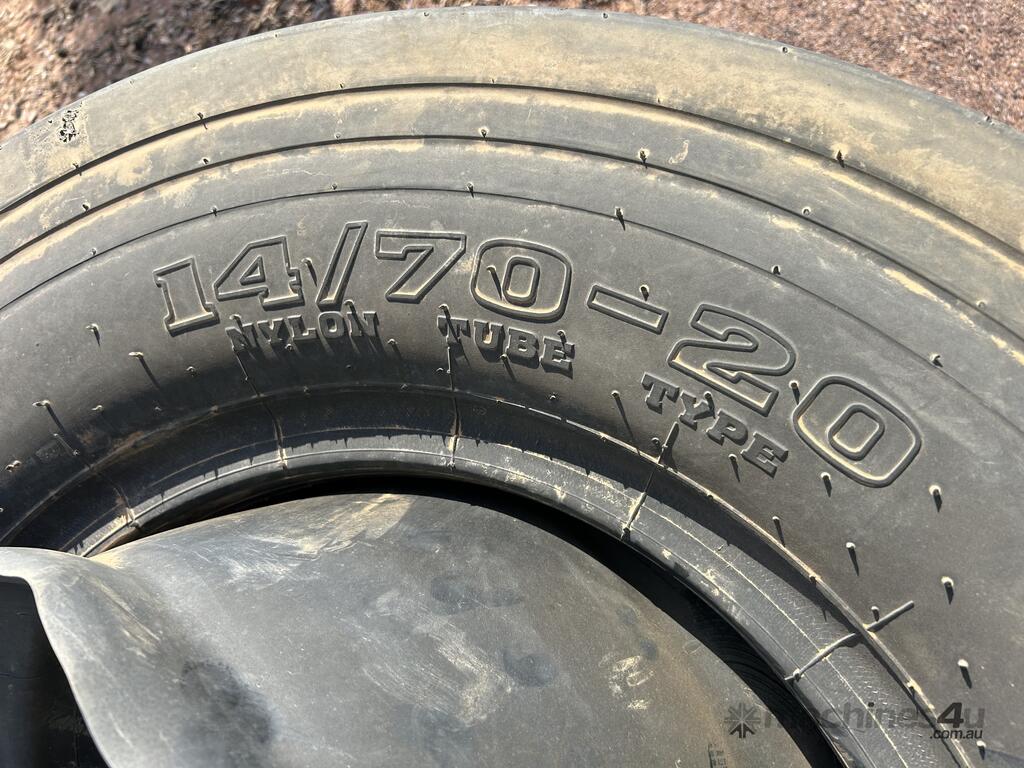 14/70-20
NYLON TUBE TYPE
machines4u
.com.au